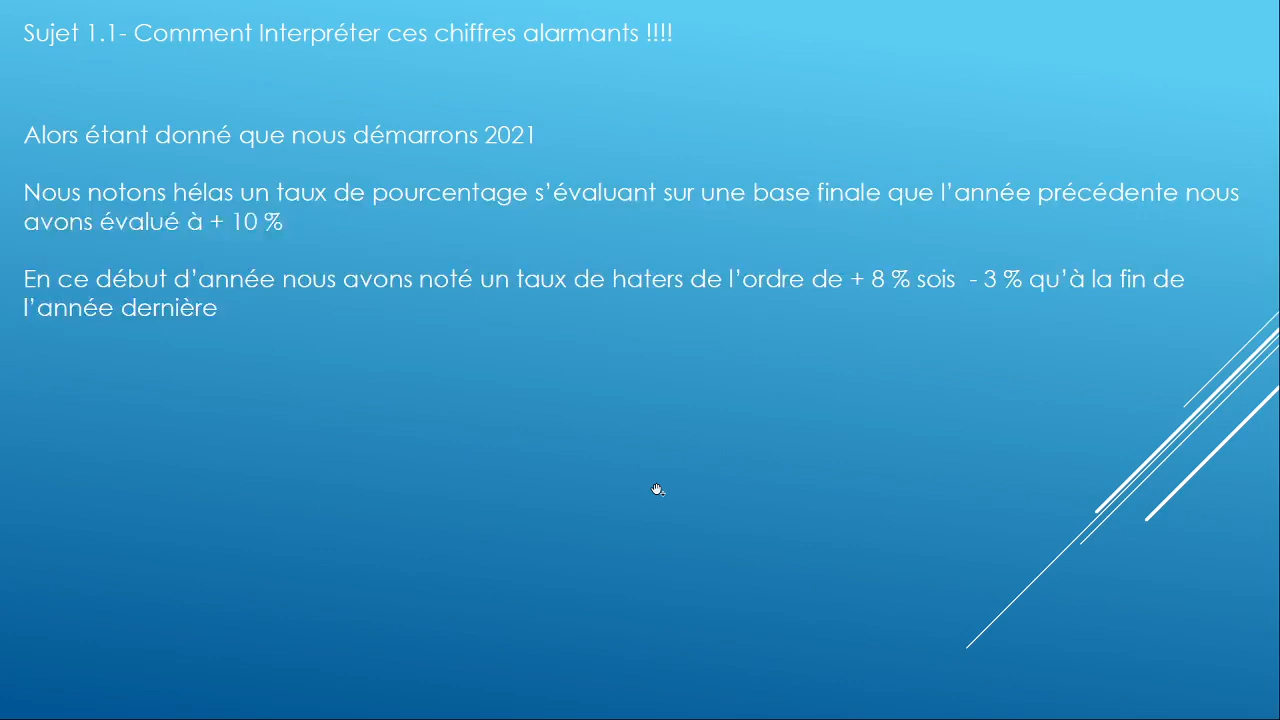 Sujet 1.1- Comment Interpréter ces chiffres alarmants !!!!
Alors étant donné que nous démarrons 2021
Nous notons hélas un taux de pourcentage s’évaluant sur une base finale que l’année précédente nous
avons évalué à + 10 %
En ce début d’année nous avons noté un taux de haters de l’ordre de + 8 % sois  - 3 % qu’à la fin de
l’année dernière